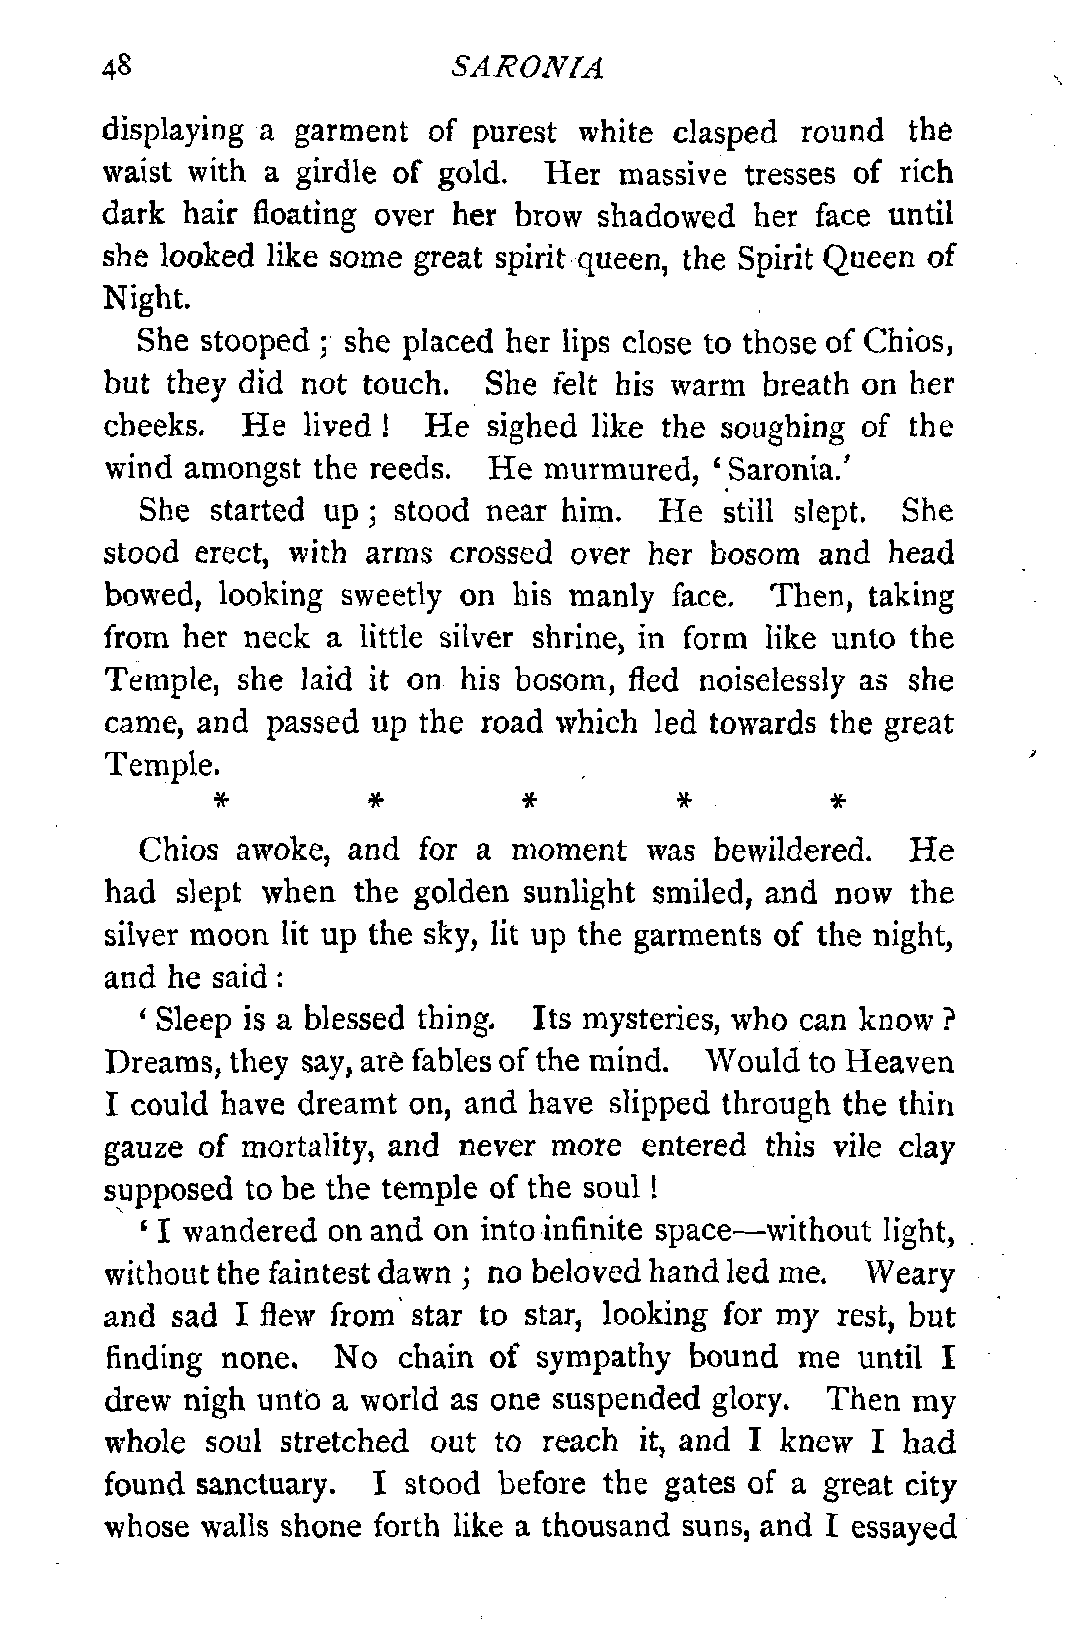 48 SARONIA
displaying a garment of purest white clasped round the
waist with a girdle of gold. Her massive tresses of rich
dark hair floating over her brow shadowed her face until
she looked like some great spirit queen, the Spirit Queen of
Night.
She stooped ; she placed her lips close to those of Chios,
but they did not touch. She felt his warm breath on her
cheeks. He lived ! He sighed like the soughing of the
wind amongst the reeds. He murmured, ‘Saronia.’
She started up ; stood near him. He still slept. She
stood erect, with arms crossed over her bosom and head
bowed, looking sweetly on his manly face. Then, taking
from her neck a little silver shrine, in form like unto the
Temple, she laid it on his bosom, fled noiselessly as she
came, and passed up the road which led towards the great
Temple.
* * * * *
Chios awoke, and for a moment was bewildered. He
had slept when the golden sunlight smiled, and now the
silver moon lit up the sky, lit up the garments of the night,
and he said :
‘ Sleep is a blessed thing. Its mysteries, who can know ?
Dreams, they say, are fables of the mind. Would to Heaven
I could have dreamt on, and have slipped through the thin
gauze of mortality, and never more entered this vile clay
supposed to be the temple of the soul !
‘ I wandered on and on into infinite space—without light,
without the faintest dawn ; no beloved hand led me. Weary
and sad I flew from star to star, looking for my rest, but
finding none. No chain of sympathy bound me until I
drew nigh unto a world as one suspended glory. Then my
whole soul stretched out to reach it, and I knew I had
found sanctuary. I stood before the gates of a great city
whose walls shone forth like a thousand suns, and I essayed